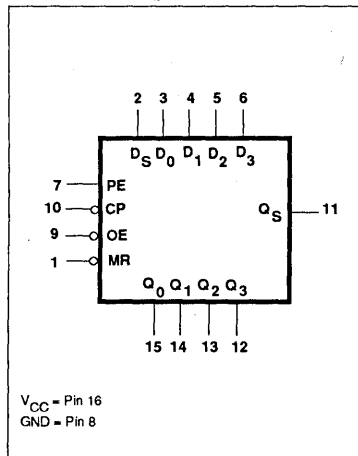 2 3 4 5 6
DS D0 D1 D2 D3
7 PE
10 CP
QS 11
9 OE
1 MR
Q0 Q1 Q2 Q3
15 14 13 12
VCC = Pin 16
GND = Pin 8